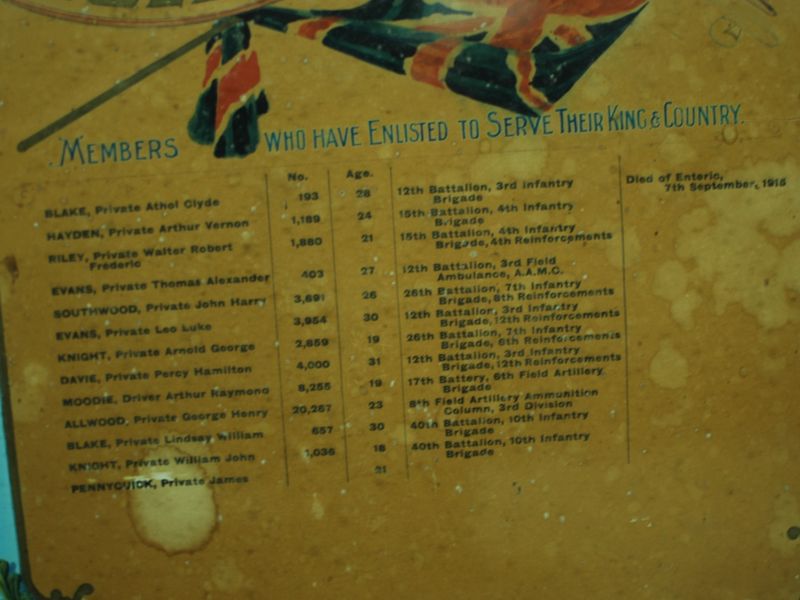 MEMBERS WHO HAVE ENLISTED TO SERVE THEIR KING & COUNTRY.
No. Age.
BLAKE, Private Athol Clyde 193 28 12th Battalion, 3rd Infantry Brigade Died of Enteric, 7th September, 1915
HAYDEN, Private Arthur Vernon 1,189 24 15th Battalion, 4th Infantry Brigade
RILEY, Private Walter Robert Frederic 1,880 21 15th Battalion, 4th Infantry Brigade, 4th Reinforcements
EVANS, Private Thomas Alexander 403 27 12th Battalion, 3rd Field Ambulance, A.A.M.C.
SOUTHWOOD, Private John Harry 3,691 26 26th Battalion, 7th Infantry Brigade, 8th Reinforcements
EVANS, Private Leo Luke 3,954 30 12th Battalion, 3rd Infantry Brigade, 12th Reinforcements
KNIGHT, Private Arnold George 2,859 19 26th Battalion, 7th Infantry Brigade, 6th Reinforcements
DAVIE, Private Percy Hamilton 4,000 31 12th Battalion, 3rd Infantry Brigade, 12th Reinforcements
MOODIE, Driver Arthur Raymond 8,255 19 17th Battery, 6th Field Artillery Brigade
ALLWOOD, Private George Henry 20,267 23 8th Field Artillery Ammunition Column, 3rd Division
BLAKE, Private Lindsay William 657 30 40th Battalion, 10th Infantry Brigade
KNIGHT, Private William John 1,036 18 40th Battalion, 10th Infantry Brigade
PENNYCUICK, Private James 21